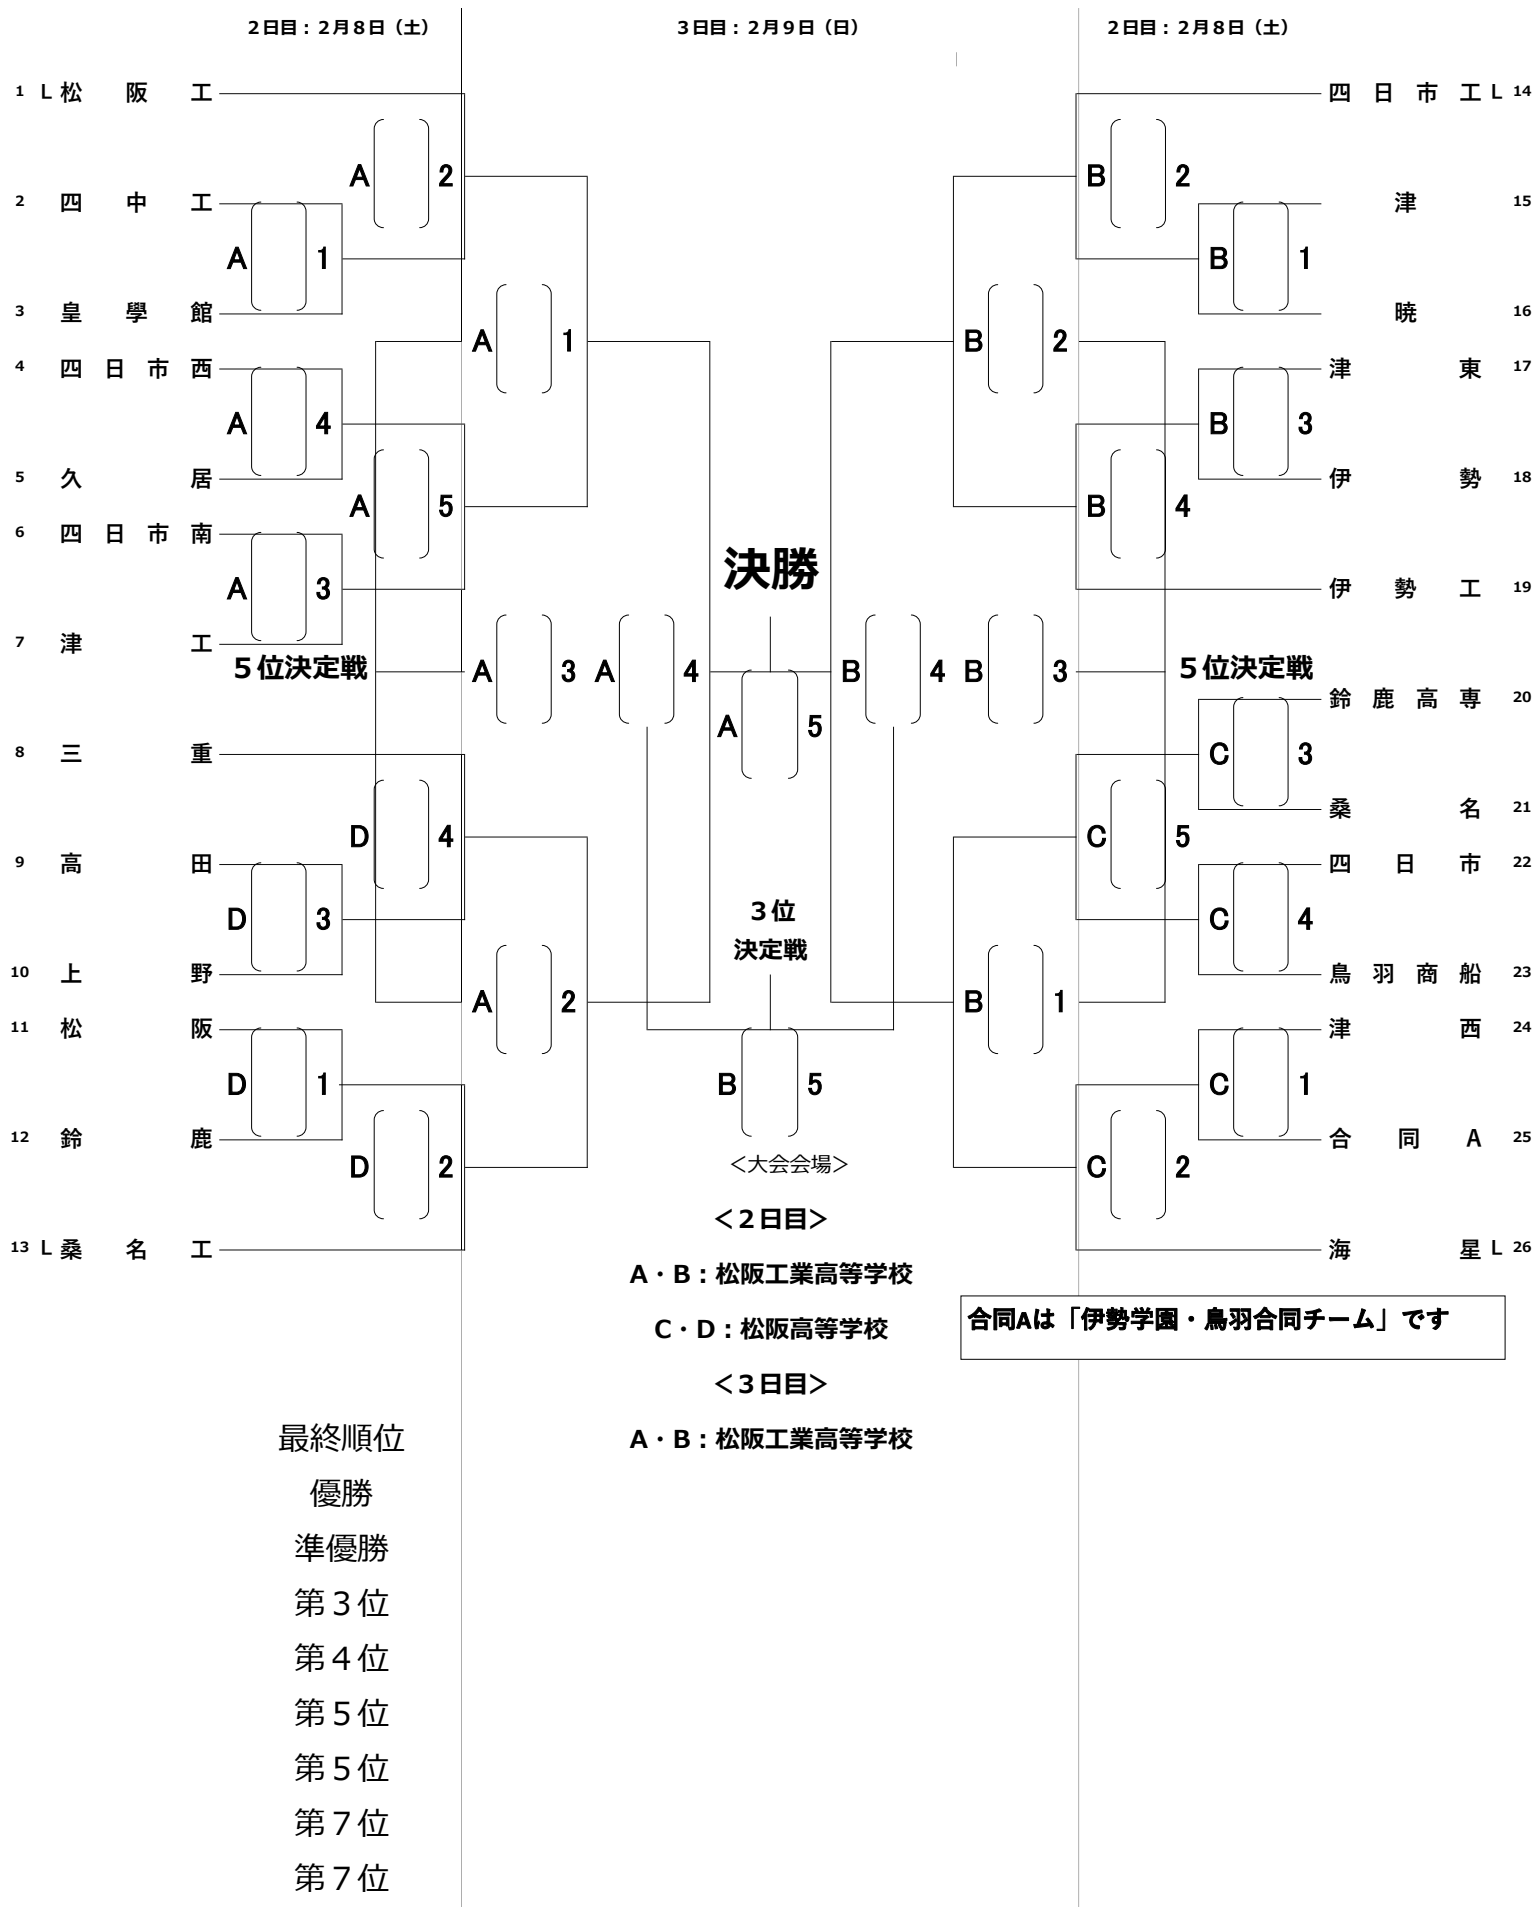 2日目：2月8日（土） 3日目：2月9日（日） 2日目：2月8日（土）
1 L 松阪工 四日市工 L 14
A 2 B 2
2 四中工 津 15
A 1 B 1
3 皇學館 暁 16
A 1 B 2
4 四日市西 津東 17
A 4 B 3
5 久居 伊勢 18
A 5 B 4
6 四日市南 決勝
A 3 伊勢工 19
7 津工
５位決定戦 A 3 A 4 B 4 B 3 ５位決定戦
鈴鹿高専 20
A 5
8 三重 C 3
桑名 21
D 4 C 5
9 高田 四日市 22
D 3 ３位 C 4
決定戦
10 上野 鳥羽商船 23
A 2 B 1
11 松阪 津西 24
D 1 B 5 C 1
12 鈴鹿 合同A 25
D 2 ＜大会会場＞ C 2
＜２日目＞
13 L 桑名工 海星 L 26
A・B：松阪工業高等学校
合同Aは「伊勢学園・鳥羽合同チーム」です
C・D：松阪高等学校
＜３日目＞
A・B：松阪工業高等学校
最終順位
優勝
準優勝
第３位
第４位
第５位
第５位
第７位
第７位